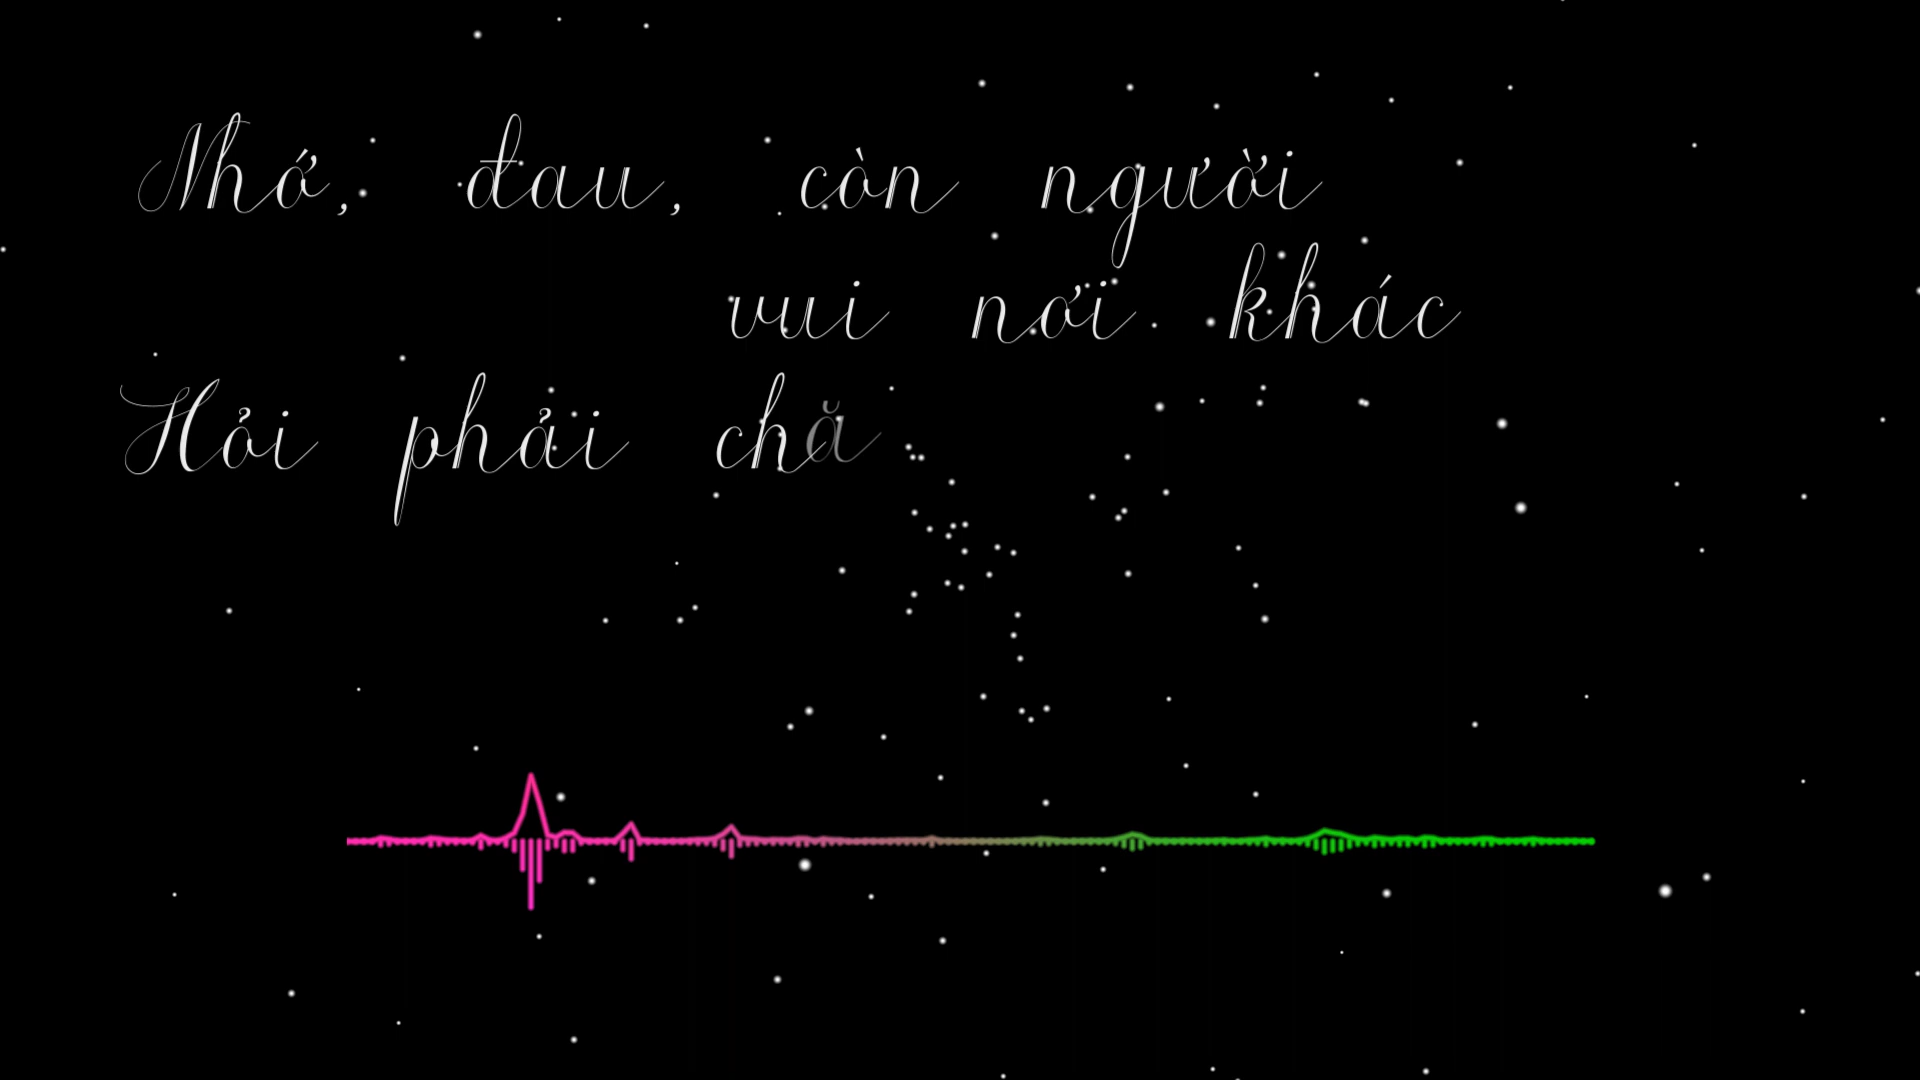 Nhớ, đau, còn người
vui nơi khác
Hỏi phải chă